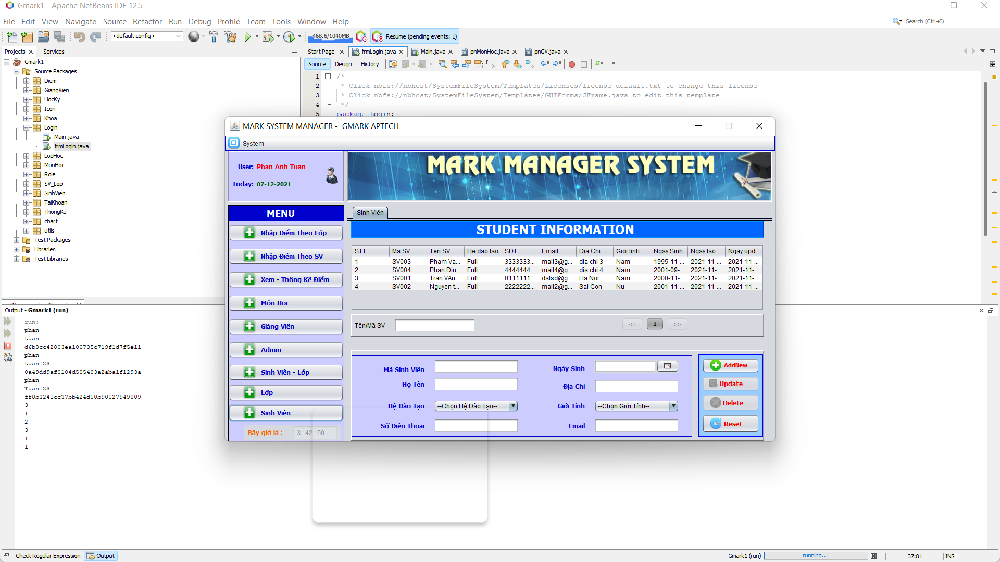 Gmark1 - Apache NetBeans IDE 12.5
File Edit View Navigate Source Refactor Run Debug Profile Team Tools Window Help
Search (Ctrl+I)
<default config>
468.6/1040MB
Resume (pending events: 1)
Projects Services
Start Page frmLogin.java Main.java pnMonHoc.java pnGV.java
Source Design History
Gmark1
Source Packages
Diem
GiangVien
HocKy
Icon
Khoa
Login
Main.java
frmLogin.java
LopHoc
MonHoc
Role
SV_Lop
SinhVien
TaiKhoan
ThongKe
chart
utils
Test Packages
Libraries
Test Libraries
1 /*
2 * Click nbfs://nbhost/SystemFileSystem/Templates/Licenses/license-default.txt to change this license
3 * Click nbfs://nbhost/SystemFileSystem/Templates/GUIForms/JFrame.java to edit this template
4 */
5 package Login;
MARK SYSTEM MANAGER - GMARK APTECH
System
User: Phan Anh Tuan
Today: 07-12-2021
MARK MANAGER SYSTEM
MENU
Nhập Điểm Theo Lớp
Nhập Điểm Theo SV
Xem - Thống Kê Điểm
Môn Học
Giảng Viên
Admin
Sinh Viên - Lớp
Lớp
Sinh Viên
Bây giờ là : 3 : 42 : 50
Sinh Viên
STUDENT INFORMATION
STT Ma SV Ten SV He dao tao SDT Email Dia Chi Gioi tinh Ngay Sinh Ngay tao Ngay upd...
1 SV003 Pham Va... Full 3333333... mail3@g... dia chi 3 Nam 1995-11-... 2021-11-... 2021-11-...
2 SV004 Phan Din... Full 4444444... mail4@g... dia chi 4 Nam 2001-09-... 2021-11-... 2021-11-...
3 SV001 Tran VAn ... Full 0111111... dafsd@g... Ha Noi Nam 2000-11-... 2021-11-... 2021-11-...
4 SV002 Nguyen t... Full 2222222... mail2@g... Sai Gon Nu 2001-11-... 2021-11-... 2021-11-...
Tên/Mã SV
<< 1 >>
Mã Sinh Viên Ngày Sinh
Họ Tên Địa Chỉ
Hệ Đào Tạo --Chọn Hệ Đào Tạo-- Giới Tính --Chọn Giới Tính--
Số Điện Thoại Email
AddNew
Update
Delete
Reset
initComponents - Navigator
Output - Gmark1 (run)
run:
phan
tuan
d6b8cc42803ea100735c719f1d7f5e11
phan
tuan123
0a49dd9af0104d505403a2aba1f1293a
phan
Tuan123
ff8b3241cc37bb424d00b90027949809
3
1
2
3
1
1
Check Regular Expression Output
Gmark1 (run) running... 37:81 INS